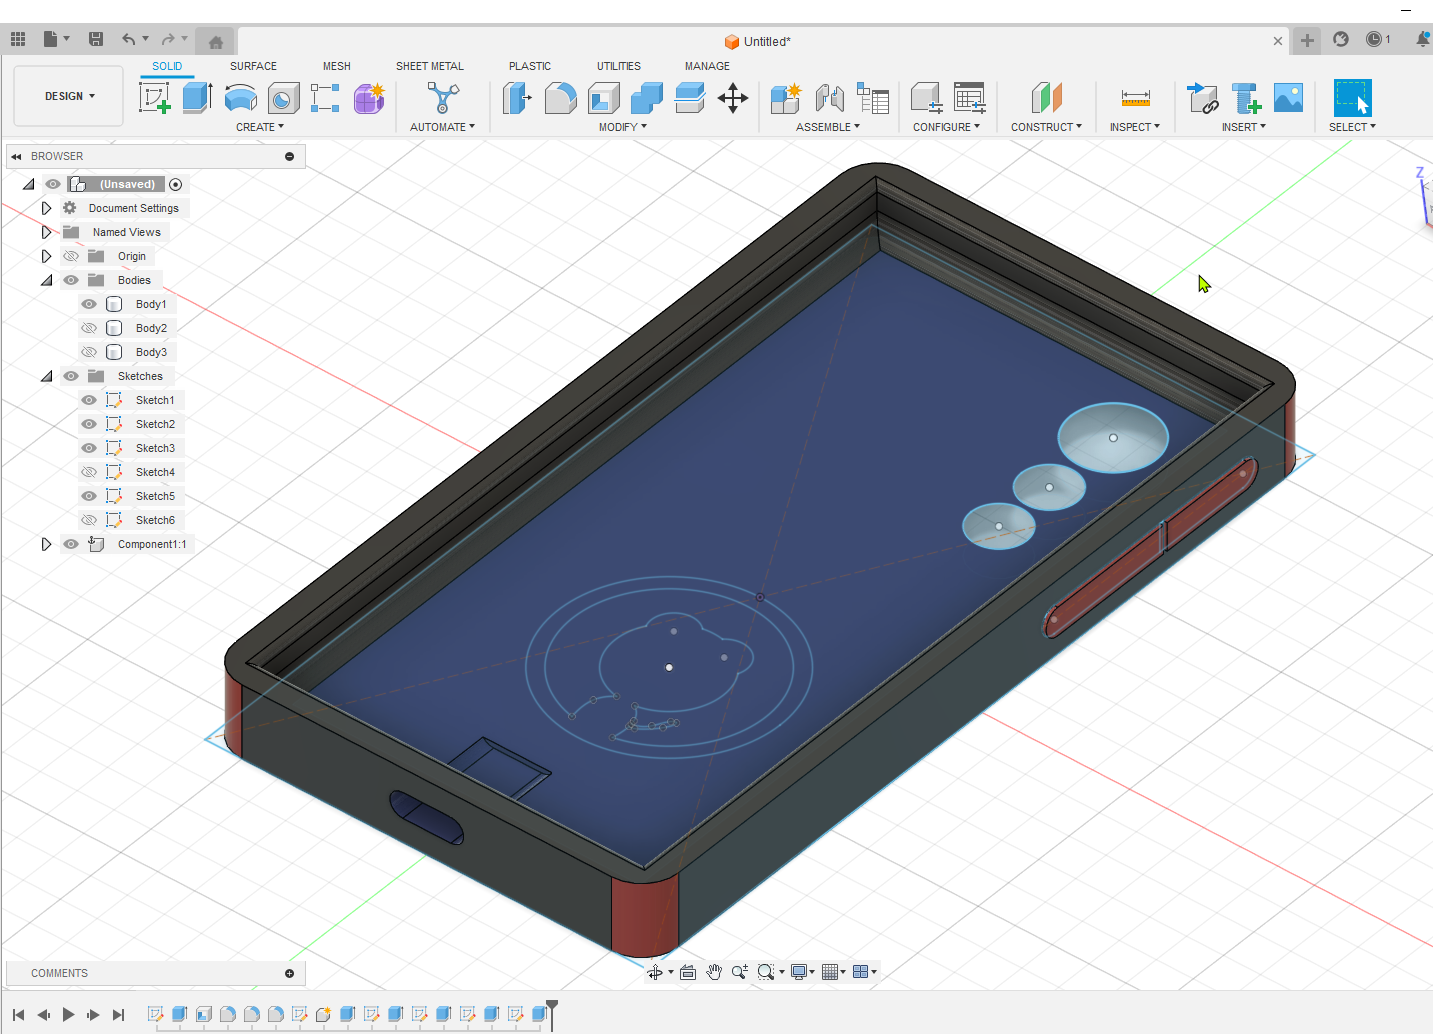 Untitled*
1
SOLID SURFACE MESH SHEET METAL PLASTIC UTILITIES MANAGE
DESIGN
CREATE AUTOMATE MODIFY ASSEMBLE CONFIGURE CONSTRUCT INSPECT INSERT SELECT
BROWSER
(Unsaved)
Document Settings
Named Views
Origin
Bodies
Body1
Body2
Body3
Sketches
Sketch1
Sketch2
Sketch3
Sketch4
Sketch5
Sketch6
Component1:1
Z
COMMENTS